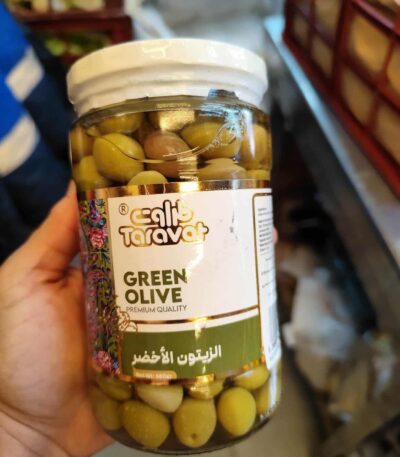 ®
طراوت
Taravat
GREEN
OLIVE
PREMIUM QUALITY
الزيتون الأخضر